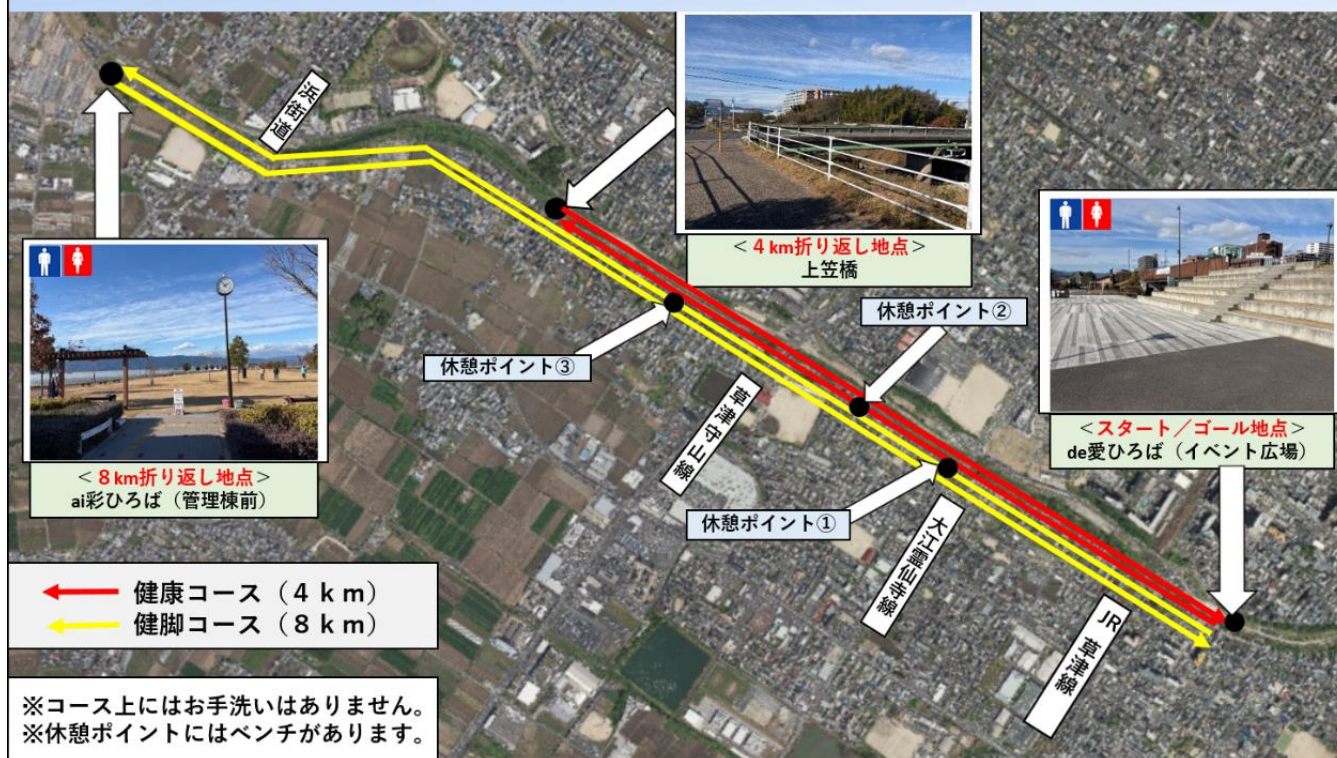 浜街道
<4km折り返し地点>
上笠橋
休憩ポイント②
休憩ポイント③
<スタート/ゴール地点>
de愛ひろば(イベント広場)
<8km折り返し地点>
ai彩ひろば(管理棟前)
草津守山線
休憩ポイント①
大江霊仙寺線
JR 草津線
健康コース(4km)
健脚コース(8km)
※コース上にはお手洗いはありません。
※休憩ポイントにはベンチがあります。